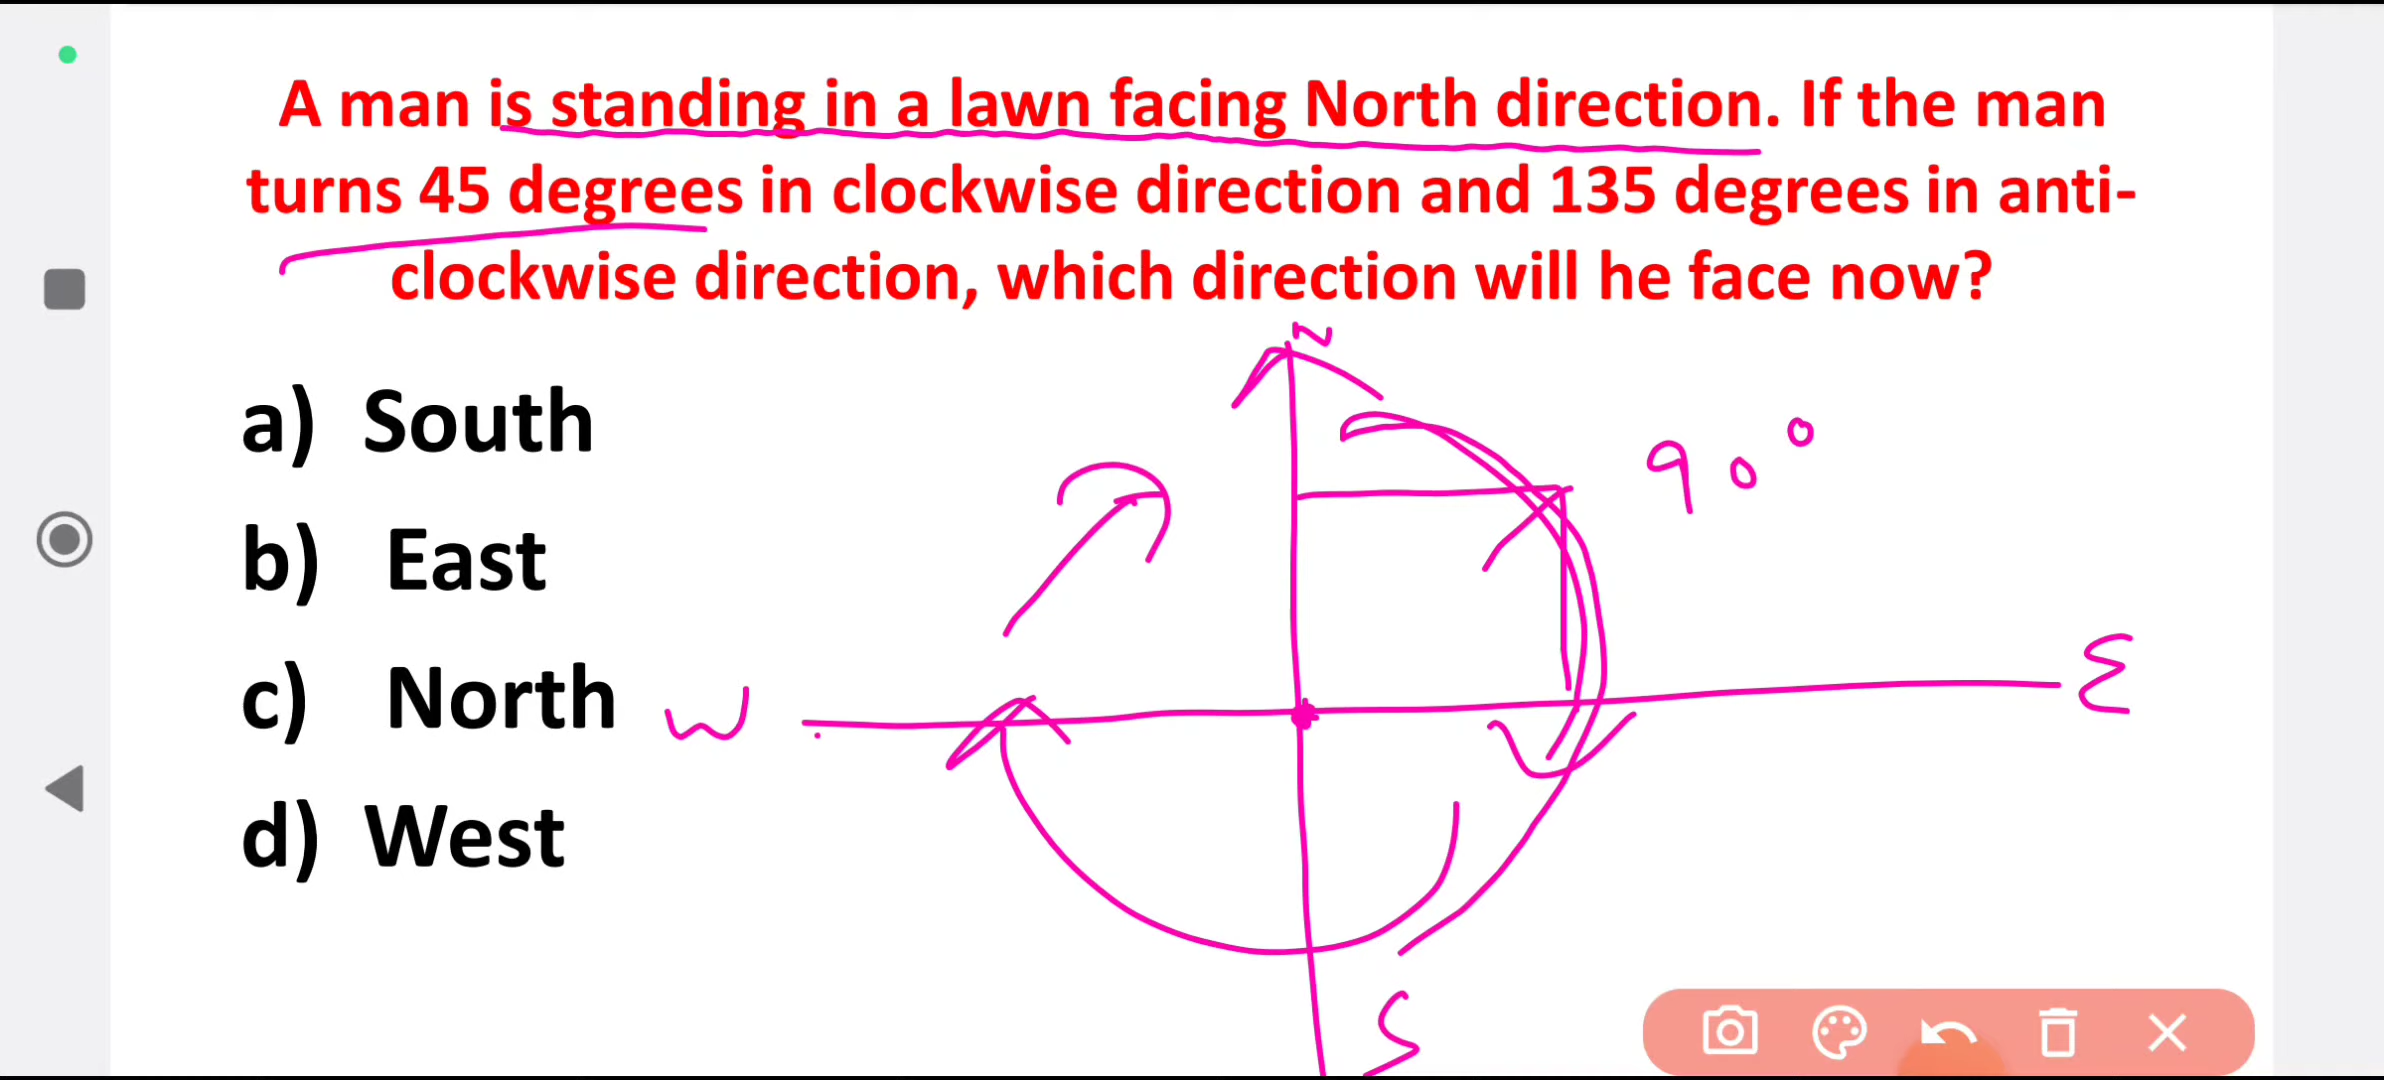 A man is standing in a lawn facing North direction. If the man
turns 45 degrees in clockwise direction and 135 degrees in anti-
clockwise direction, which direction will he face now?
N
a) South
90°
b) East
E
c) North
W
d) West
S